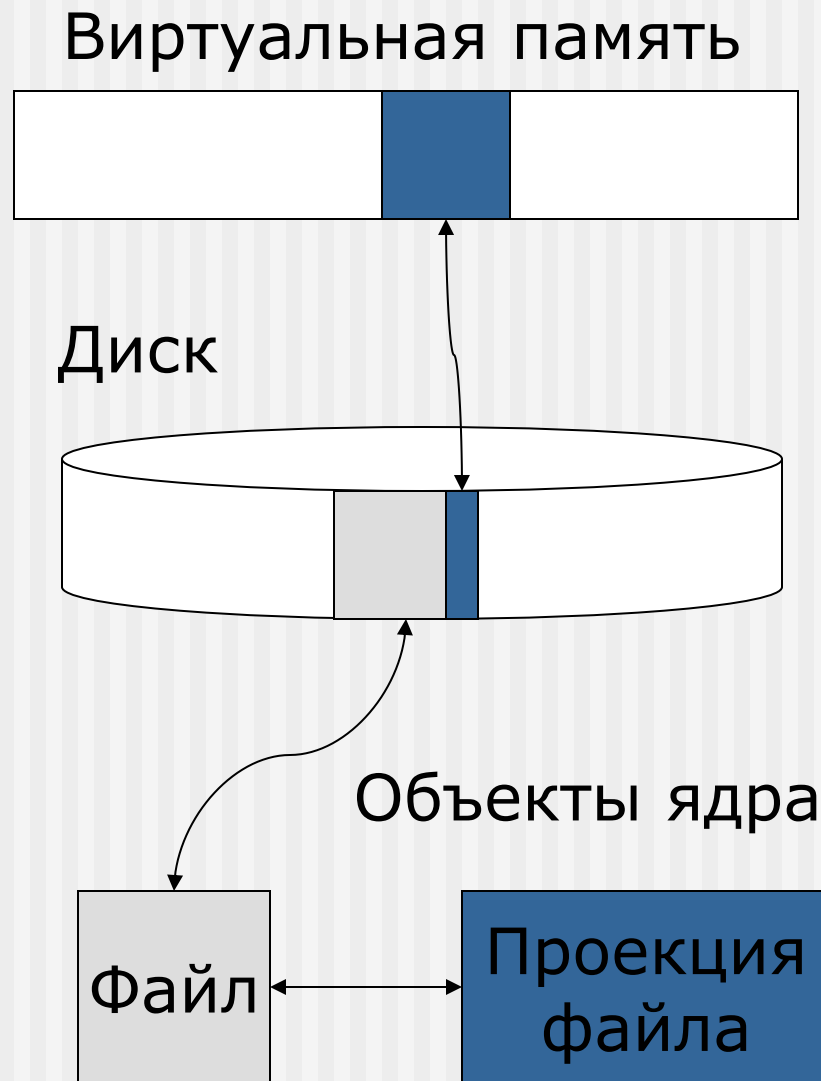 Виртуальная память
Диск
Объекты ядра
Файл
Проекция
файла